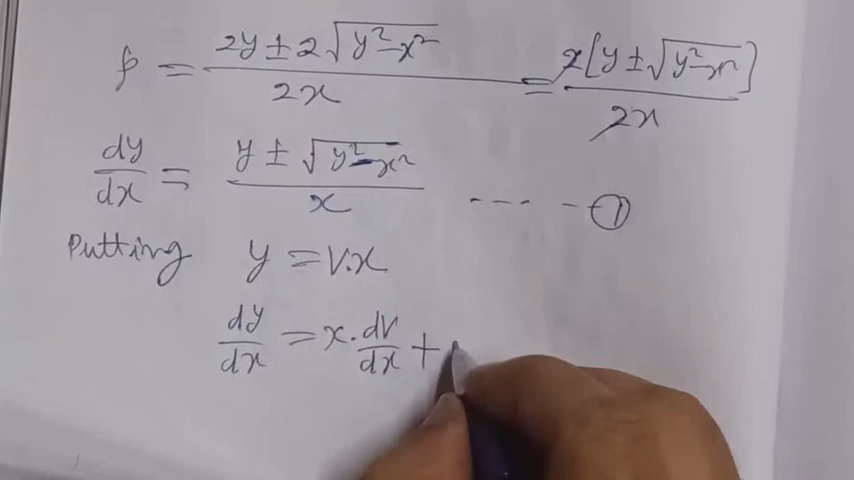 p = 2y ± 2√(y²-x²) / 2x = 2[y ± √(y²-x²)] / 2x
dy/dx = y ± √(y²-x²) / x ---- - ①
Putting y = v.x
dy/dx = x. dv/dx +